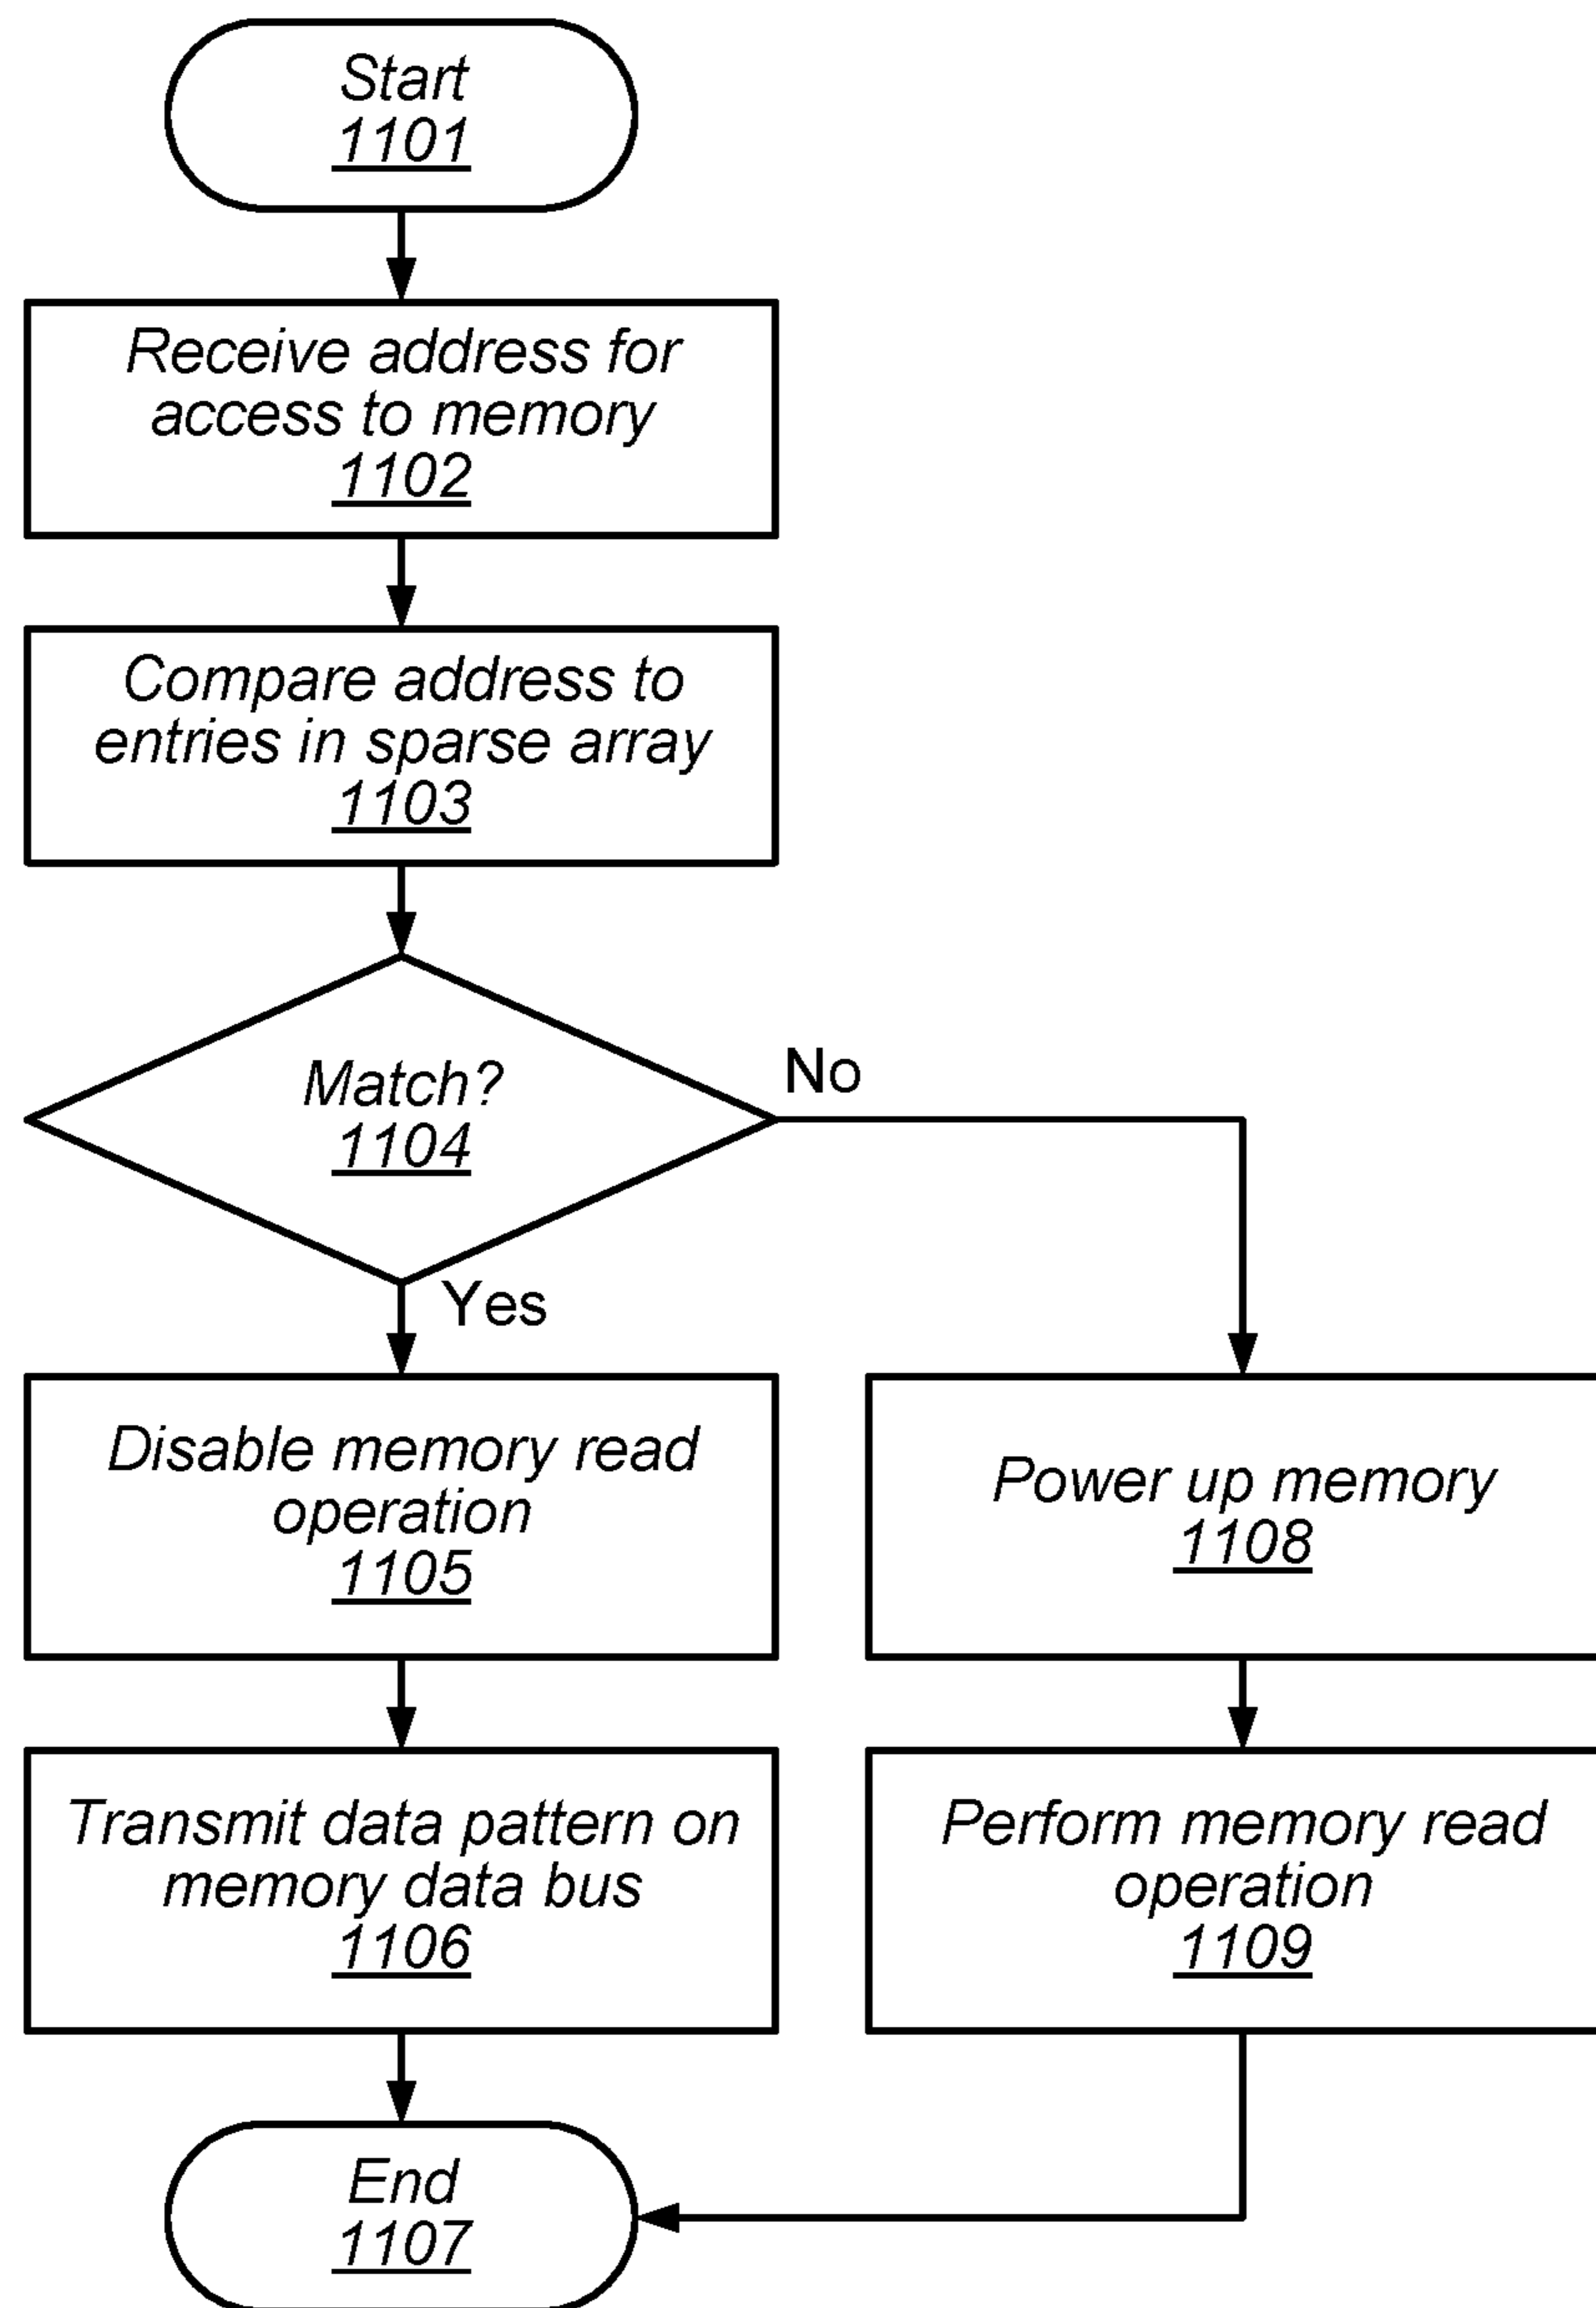 Start
1101
Receive address for
access to memory
1102
Compare address to
entries in sparse array
1103
Match?
1104
No
Yes
Disable memory read
operation
1105
Power up memory
1108
Transmit data pattern on
memory data bus
1106
Perform memory read
operation
1109
End
1107